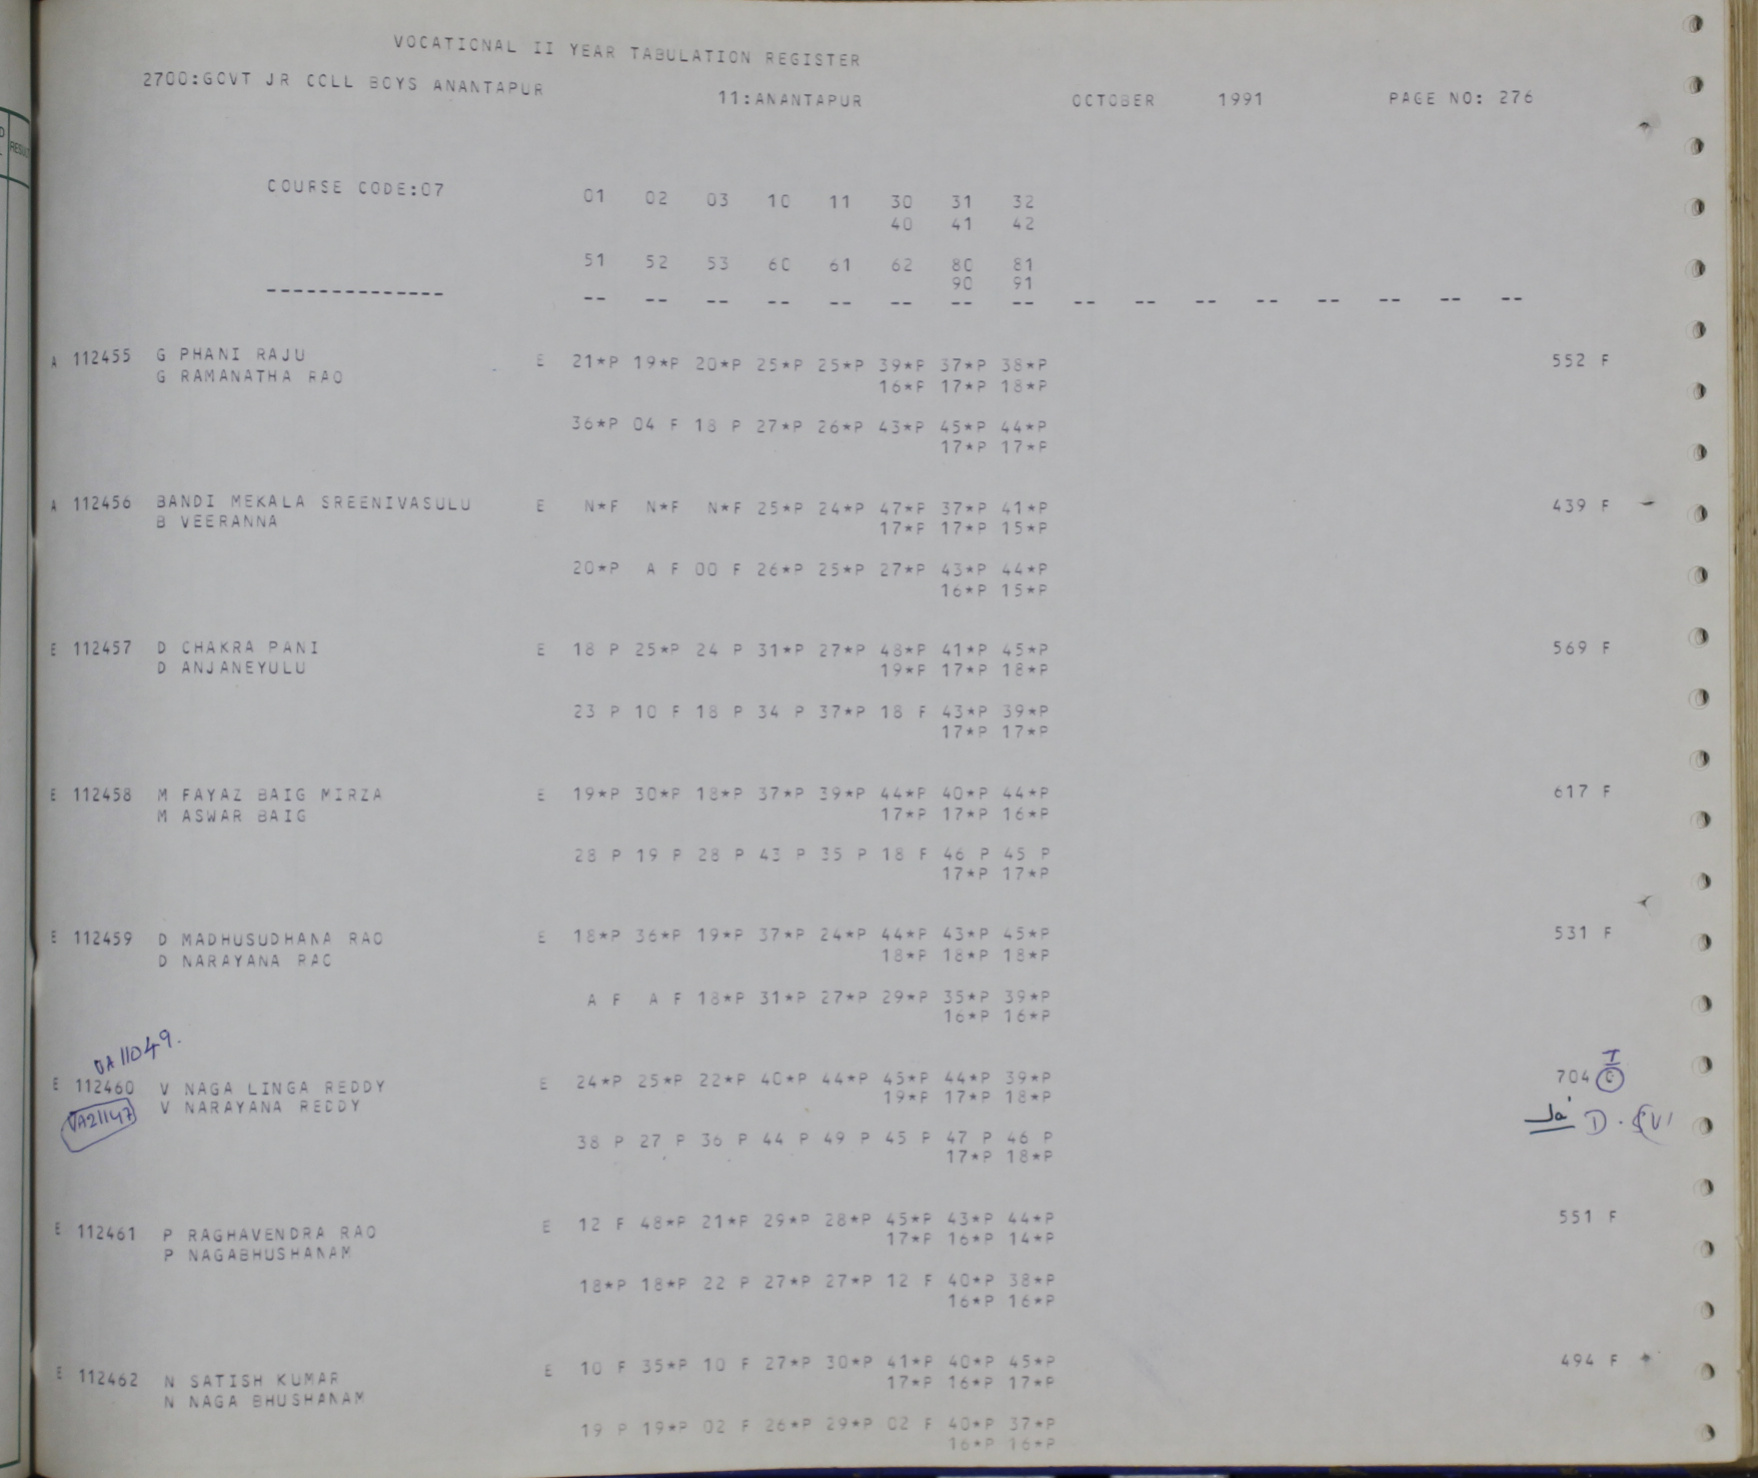 VOCATIONAL II YEAR TABULATION REGISTER
2700:GOVT JR COLL BOYS ANANTAPUR 11:ANANTAPUR OCTOBER 1991 PAGE NO: 276
COURSE CODE:07 01 02 03 10 11 30 31 32
40 41 42
51 52 53 60 61 62 80 81
90 91
-------------- -- -- -- -- -- -- -- -- -- -- -- -- -- -- -- --
A 112455 G PHANI RAJU E 21*P 19*P 20*P 25*P 25*P 39*P 37*P 38*P 552 F
G RAMANATHA RAO 16*P 17*P 18*P
36*P 04 F 18 P 27*P 26*P 43*P 45*P 44*P
17*P 17*P
A 112456 BANDI MEKALA SREENIVASULU E N*F N*F N*F 25*P 24*P 47*P 37*P 41*P 439 F
B VEERANNA 17*P 17*P 15*P
20*P A F 00 F 26*P 25*P 27*P 43*P 44*P
16*P 15*P
E 112457 D CHAKRA PANI E 18 P 25*P 24 P 31*P 27*P 48*P 41*P 45*P 569 F
D ANJANEYULU 19*P 17*P 18*P
23 P 10 F 18 P 34 P 37*P 18 F 43*P 39*P
17*P 17*P
E 112458 M FAYAZ BAIG MIRZA E 19*P 30*P 18*P 37*P 39*P 44*P 40*P 44*P 617 F
M ASWAR BAIG 17*P 17*P 16*P
28 P 19 P 28 P 43 P 35 P 18 F 46 P 45 P
17*P 17*P
E 112459 D MADHUSUDHANA RAO E 18*P 36*P 19*P 37*P 24*P 44*P 43*P 45*P 531 F
D NARAYANA RAO 18*P 18*P 18*P
A F A F 18*P 31*P 27*P 29*P 35*P 39*P
16*P 16*P
VA11049.
E 112460 V NAGA LINGA REDDY E 24*P 25*P 22*P 40*P 44*P 45*P 44*P 39*P 704 C
VA21147 V NARAYANA REDDY 19*P 17*P 18*P
38 P 27 P 36 P 44 P 49 P 45 P 47 P 46 P
17*P 18*P
E 112461 P RAGHAVENDRA RAO E 12 F 48*P 21*P 29*P 28*P 45*P 43*P 44*P 551 F
P NAGABHUSHANAM 17*P 16*P 14*P
18*P 18*P 22 P 27*P 27*P 12 F 40*P 38*P
16*P 16*P
E 112462 N SATISH KUMAR E 10 F 35*P 10 F 27*P 30*P 41*P 40*P 45*P 494 F
N NAGA BHUSHANAM 17*P 16*P 17*P
19 P 19*P 02 F 26*P 29*P 02 F 40*P 37*P
16*P 16*P